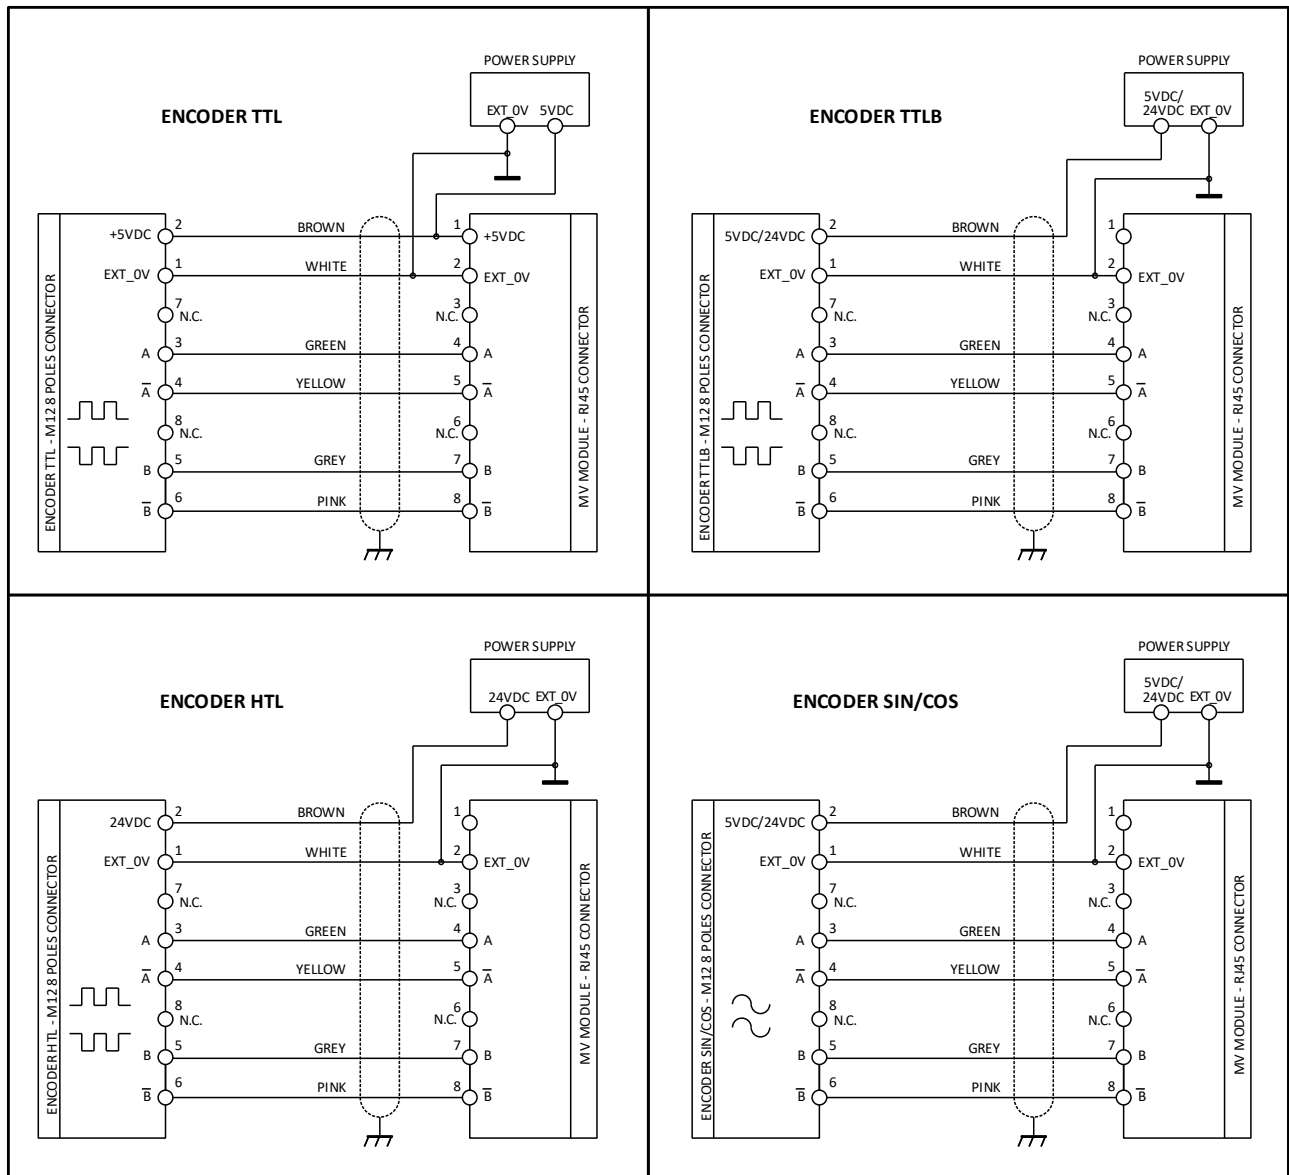 POWER SUPPLY
EXT_0V 5VDC
ENCODER TTL
ENCODER TTL - M12 8 POLES CONNECTOR
+5VDC 2 BROWN 1 +5VDC
EXT_0V 1 WHITE 2 EXT_0V
7 N.C. 3 N.C.
A 3 GREEN 4 A
A̅ 4 YELLOW 5 A̅
8 N.C. 6 N.C.
B 5 GREY 7 B
B̅ 6 PINK 8 B̅
MV MODULE - RJ45 CONNECTOR
POWER SUPPLY
5VDC/
24VDC EXT_0V
ENCODER TTLB
ENCODER TTLB - M12 8 POLES CONNECTOR
5VDC/24VDC 2 BROWN 1
EXT_0V 1 WHITE 2 EXT_0V
7 N.C. 3 N.C.
A 3 GREEN 4 A
A̅ 4 YELLOW 5 A̅
8 N.C. 6 N.C.
B 5 GREY 7 B
B̅ 6 PINK 8 B̅
MV MODULE - RJ45 CONNECTOR
POWER SUPPLY
24VDC EXT_0V
ENCODER HTL
ENCODER HTL - M12 8 POLES CONNECTOR
24VDC 2 BROWN 1
EXT_0V 1 WHITE 2 EXT_0V
7 N.C. 3 N.C.
A 3 GREEN 4 A
A̅ 4 YELLOW 5 A̅
8 N.C. 6 N.C.
B 5 GREY 7 B
B̅ 6 PINK 8 B̅
MV MODULE - RJ45 CONNECTOR
POWER SUPPLY
5VDC/
24VDC EXT_0V
ENCODER SIN/COS
ENCODER SIN/COS - M12 8 POLES CONNECTOR
5VDC/24VDC 2 BROWN 1
EXT_0V 1 WHITE 2 EXT_0V
7 N.C. 3 N.C.
A 3 GREEN 4 A
A̅ 4 YELLOW 5 A̅
8 N.C. 6 N.C.
B 5 GREY 7 B
B̅ 6 PINK 8 B̅
MV MODULE - RJ45 CONNECTOR